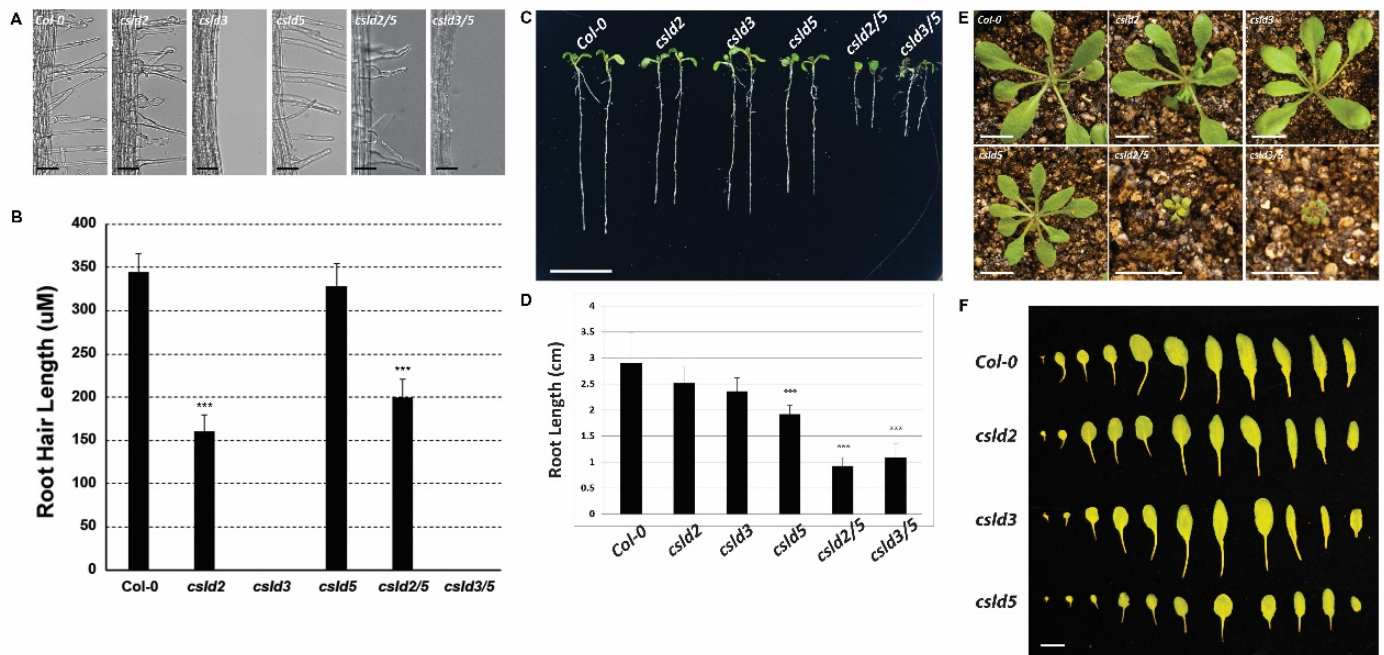 A
Col-0
csld2
csld3
csld5
csld2/5
csld3/5
B
400
350
300
250
200
150
100
50
0
Root Hair Length (uM)
***
***
Col-0
csld2
csld3
csld5
csld2/5
csld3/5
C
Col-0
csld2
csld3
csld5
csld2/5
csld3/5
D
4
3.5
3
2.5
2
1.5
1
0.5
0
Root Length (cm)
***
***
***
Col-0
csld2
csld3
csld5
csld2/5
csld3/5
E
Col-0
csld2
csld3
csld5
csld2/5
csld3/5
F
Col-0
csld2
csld3
csld5